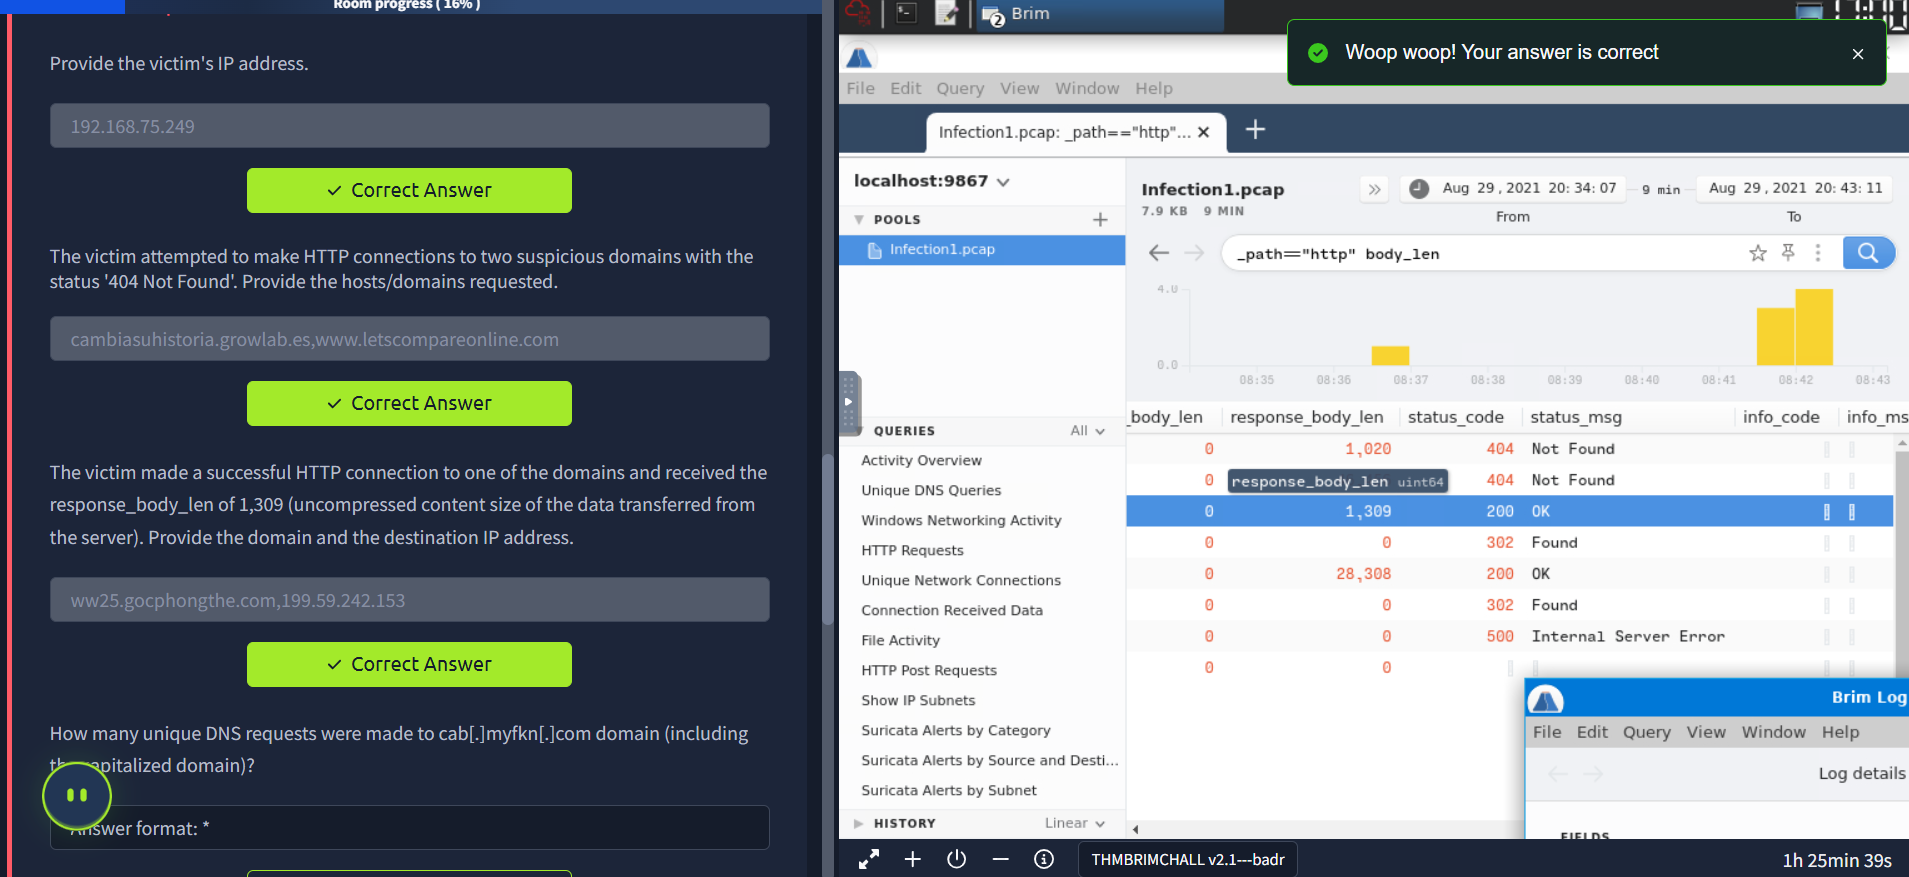 Room progress ( 16% )
Provide the victim's IP address.
192.168.75.249
Correct Answer
The victim attempted to make HTTP connections to two suspicious domains with the
status '404 Not Found'. Provide the hosts/domains requested.
cambiasuhistoria.growlab.es,www.letscompareonline.com
Correct Answer
The victim made a successful HTTP connection to one of the domains and received the
response_body_len of 1,309 (uncompressed content size of the data transferred from
the server). Provide the domain and the destination IP address.
ww25.gocphongthe.com,199.59.242.153
Correct Answer
How many unique DNS requests were made to cab[.]myfkn[.]com domain (including
capitalized domain)?
Answer format: *
2 Brim
Woop woop! Your answer is correct
File Edit Query View Window Help
Infection1.pcap: _path=="http"...
localhost:9867
POOLS
Infection1.pcap
QUERIES All
Activity Overview
Unique DNS Queries
Windows Networking Activity
HTTP Requests
Unique Network Connections
Connection Received Data
File Activity
HTTP Post Requests
Show IP Subnets
Suricata Alerts by Category
Suricata Alerts by Source and Desti...
Suricata Alerts by Subnet
HISTORY Linear
Infection1.pcap
7.9 KB 9 MIN
Aug 29, 2021 20:34:07 9 min Aug 29, 2021 20:43:11
From To
_path=="http" body_len
4.0
0.0
08:35 08:36 08:37 08:38 08:39 08:40 08:41 08:42 08:43
body_len response_body_len status_code status_msg info_code info_ms
0 1,020 404 Not Found
0 response_body_len uint64 404 Not Found
0 1,309 200 OK
0 0 302 Found
0 28,308 200 OK
0 0 302 Found
0 0 500 Internal Server Error
0 0
Brim Log
File Edit Query View Window Help
Log details
FIELDS
THMBRIMCHALL v2.1---badr
1h 25min 39s